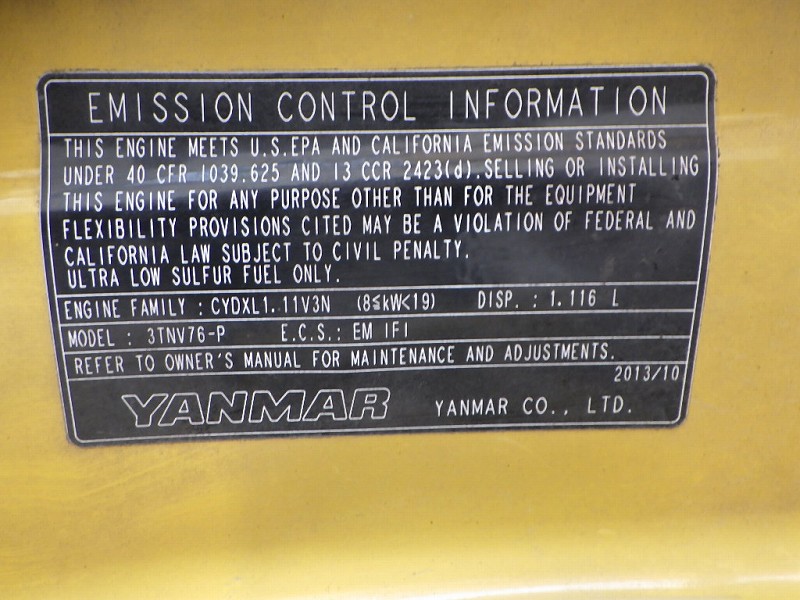 EMISSION CONTROL INFORMATION
THIS ENGINE MEETS U.S.EPA AND CALIFORNIA EMISSION STANDARDS
UNDER 40 CFR 1039.625 AND 13 CCR 2423(d).SELLING OR INSTALLING
THIS ENGINE FOR ANY PURPOSE OTHER THAN FOR THE EQUIPMENT
FLEXIBILITY PROVISIONS CITED MAY BE A VIOLATION OF FEDERAL AND
CALIFORNIA LAW SUBJECT TO CIVIL PENALTY.
ULTRA LOW SULFUR FUEL ONLY.
ENGINE FAMILY : CYDXL1.11V3N (8≤kW<19) DISP. : 1.116 L
MODEL : 3TNV76-P E.C.S.: EM IFI
REFER TO OWNER'S MANUAL FOR MAINTENANCE AND ADJUSTMENTS.
2013/10
YANMAR YANMAR CO., LTD.